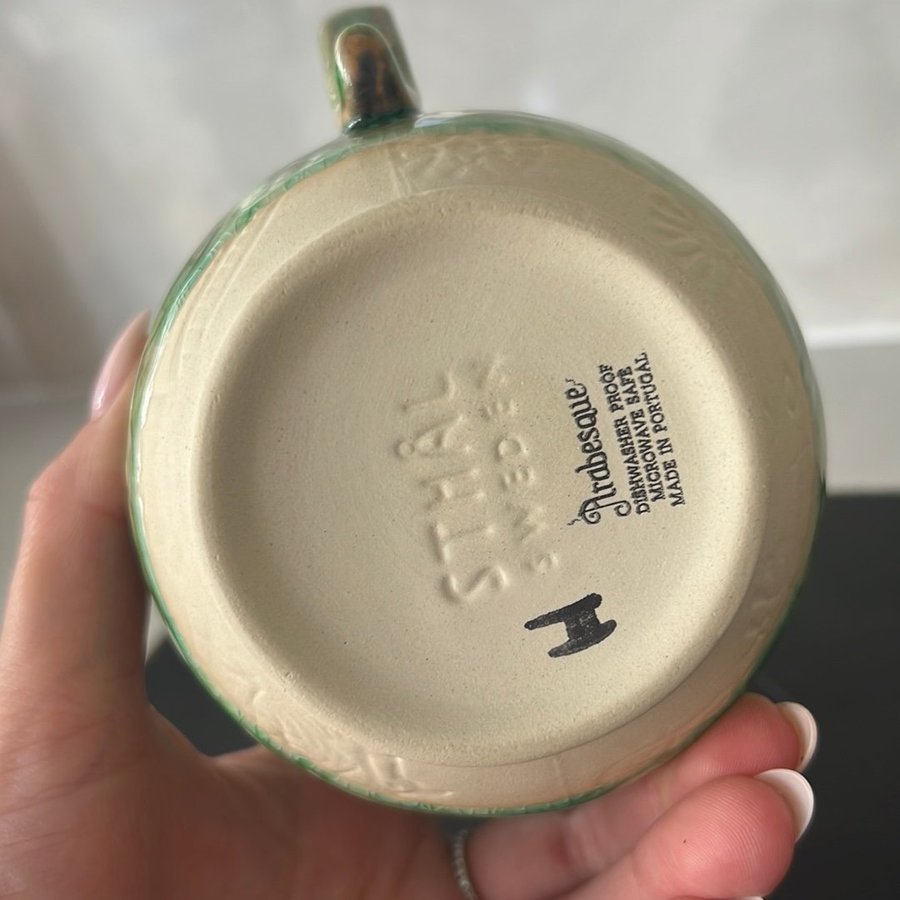 STHÅL
SWEDEN
Arabesque
DISHWASHER PROOF
MICROWAVE SAFE
MADE IN PORTUGAL